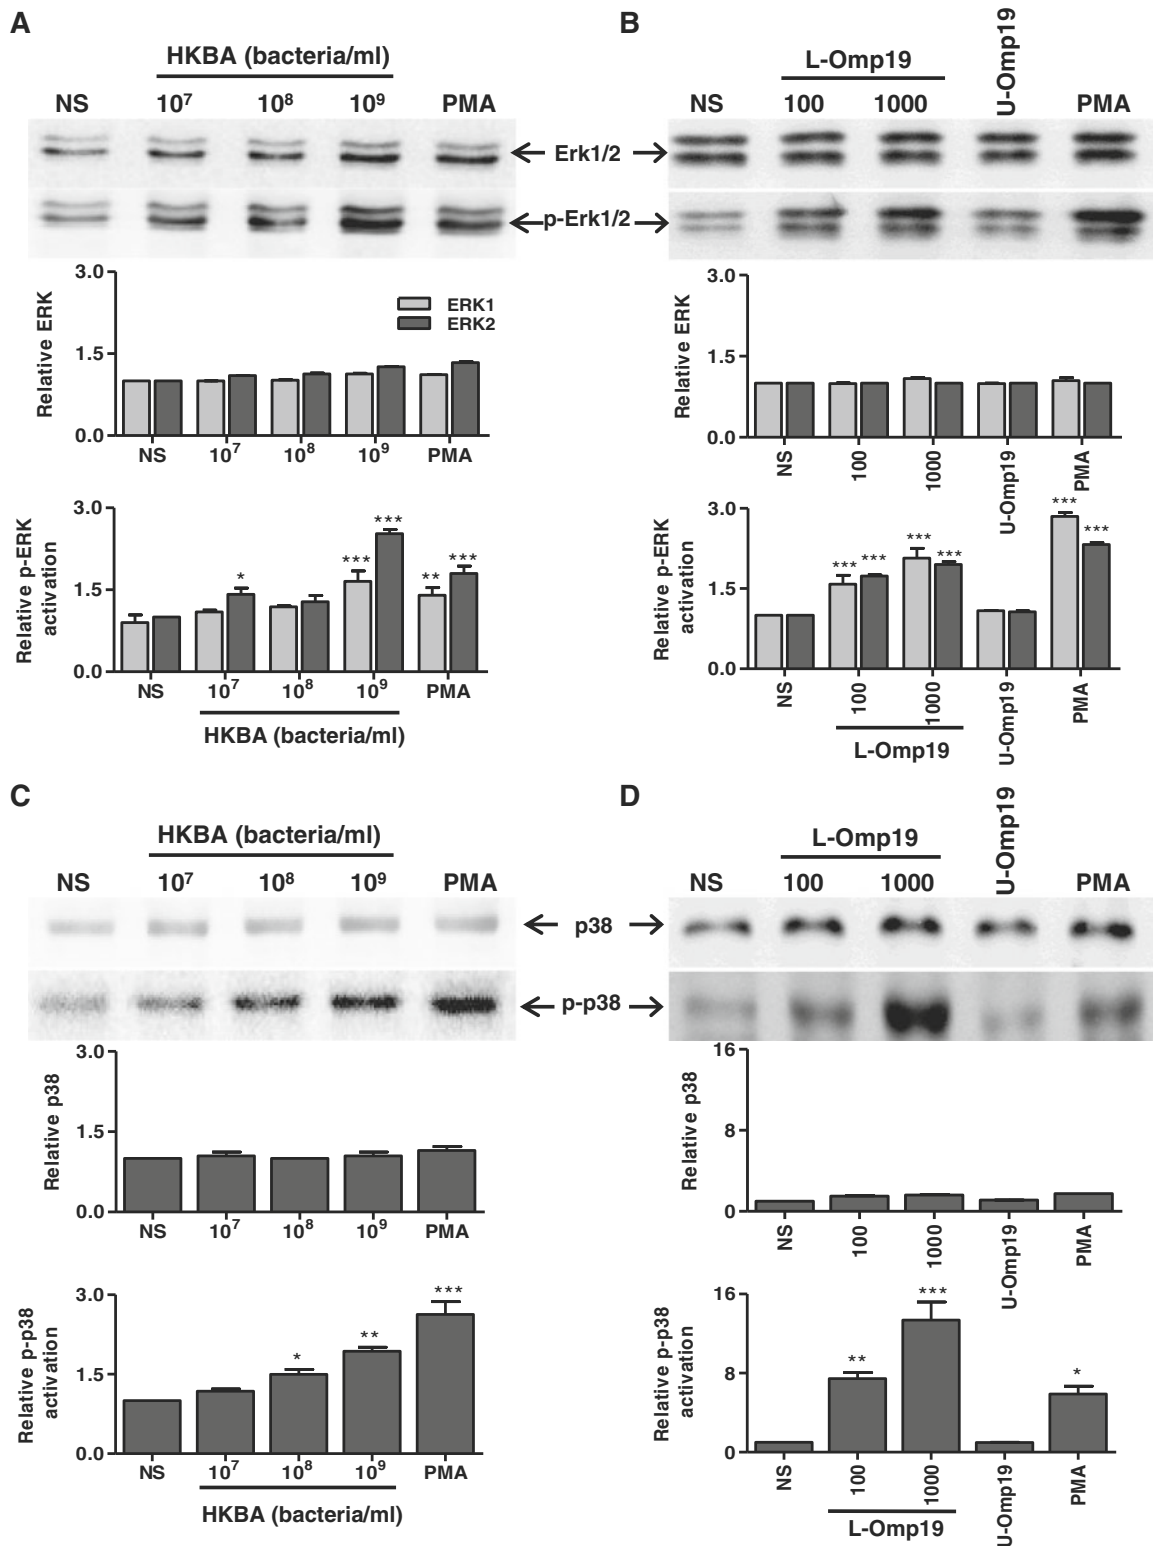 A
HKBA (bacteria/ml)
NS 10⁷ 10⁸ 10⁹ PMA
B
L-Omp19
U-Omp19
NS 100 1000 PMA
Erk1/2
p-Erk1/2
3.0
1.5
0.0
Relative ERK
ERK1
ERK2
NS 10⁷ 10⁸ 10⁹ PMA
3.0
1.5
0.0
Relative ERK
NS 100 1000 U-Omp19 PMA
3.0
1.5
0.0
Relative p-ERK
activation
* *** *** ** ***
NS 10⁷ 10⁸ 10⁹ PMA
HKBA (bacteria/ml)
3.0
1.5
0.0
Relative p-ERK
activation
*** *** *** *** *** ***
NS 100 1000 U-Omp19 PMA
L-Omp19
C
HKBA (bacteria/ml)
NS 10⁷ 10⁸ 10⁹ PMA
D
L-Omp19
U-Omp19
NS 100 1000 PMA
p38
p-p38
3.0
1.5
0.0
Relative p38
NS 10⁷ 10⁸ 10⁹ PMA
16
8
0
Relative p38
NS 100 1000 U-Omp19 PMA
3.0
1.5
0.0
Relative p-p38
activation
* ** ***
NS 10⁷ 10⁸ 10⁹ PMA
HKBA (bacteria/ml)
16
8
0
Relative p-p38
activation
** *** *
NS 100 1000 U-Omp19 PMA
L-Omp19